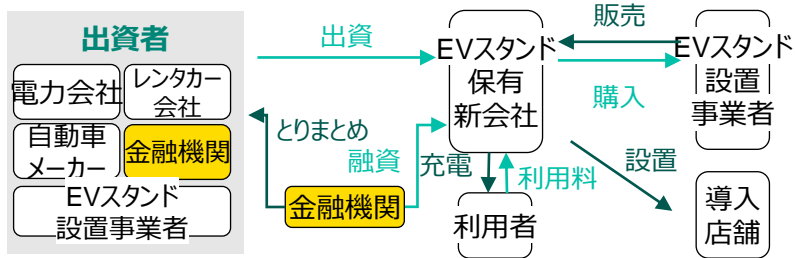 出資者
電力会社
レンタカー
会社
自動車
メーカー
金融機関
EVスタンド
設置事業者
出資
とりまとめ
融資
金融機関
EVスタンド
保有
新会社
充電
利用料
利用者
販売
購入
EVスタンド
設置
事業者
設置
導入
店舗